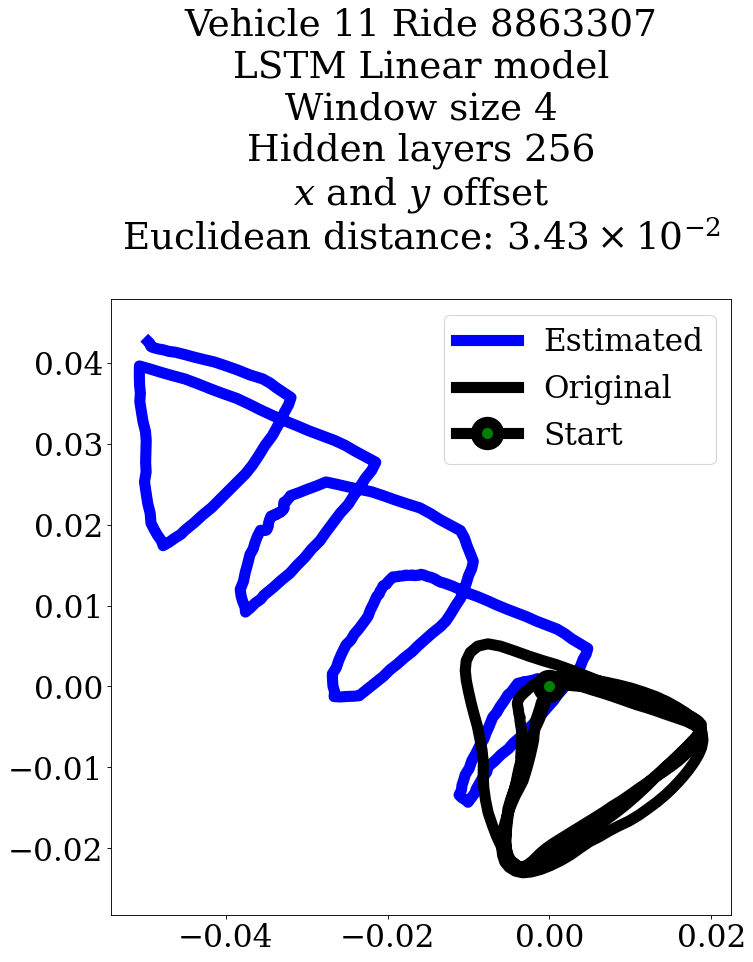 Vehicle 11 Ride 8863307
LSTM Linear model
Window size 4
Hidden layers 256
x and y offset
Euclidean distance: 3.43 × 10⁻²
Estimated
Original
Start
0.04
0.03
0.02
0.01
0.00
−0.01
−0.02
−0.04 −0.02 0.00 0.02